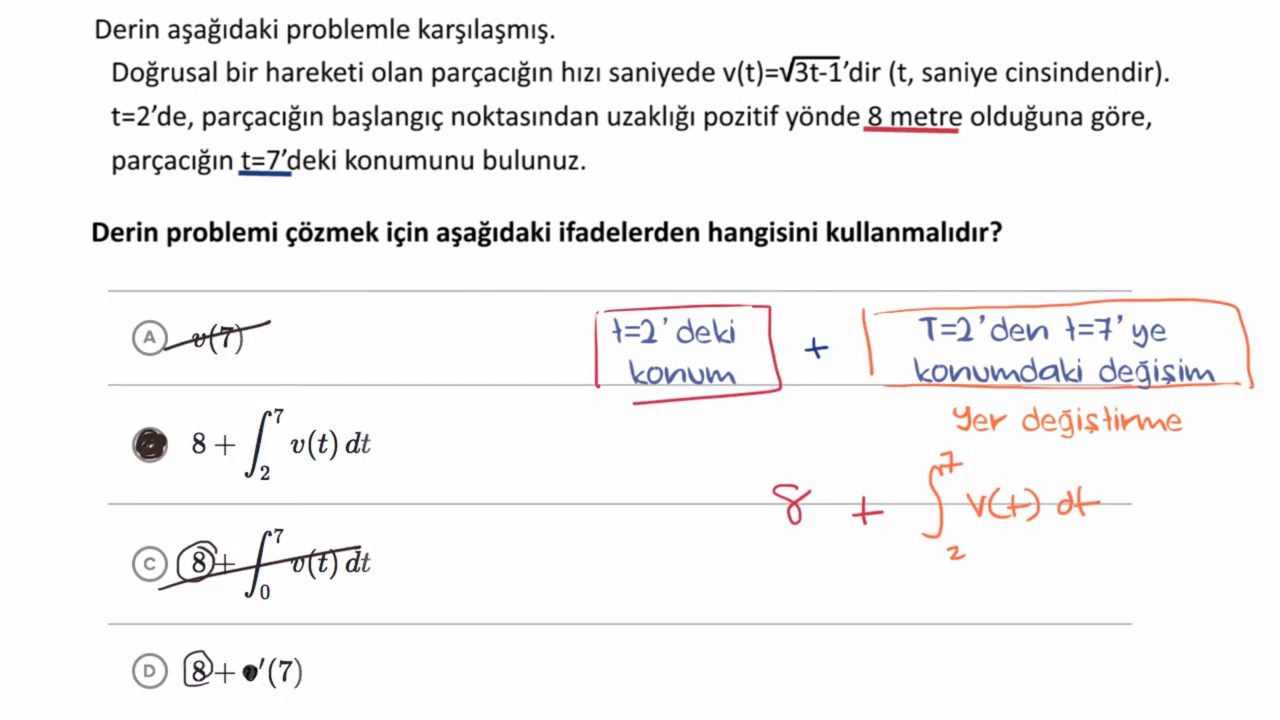 Derin aşağıdaki problemle karşılaşmış.
Doğrusal bir hareketi olan parçacığın hızı saniyede v(t)=√3t-1'dir (t, saniye cinsindendir).
t=2'de, parçacığın başlangıç noktasından uzaklığı pozitif yönde 8 metre olduğuna göre,
parçacığın t=7'deki konumunu bulunuz.
Derin problemi çözmek için aşağıdaki ifadelerden hangisini kullanmalıdır?
A v(7)
t=2'deki konum + T=2'den t=7'ye konumdaki değişim
yer değiştirme
8 + ∫₂⁷ v(t) dt
8 + ∫₂⁷ v(t) dt
C 8 + ∫₀⁷ v(t) dt
D 8 + v'(7)